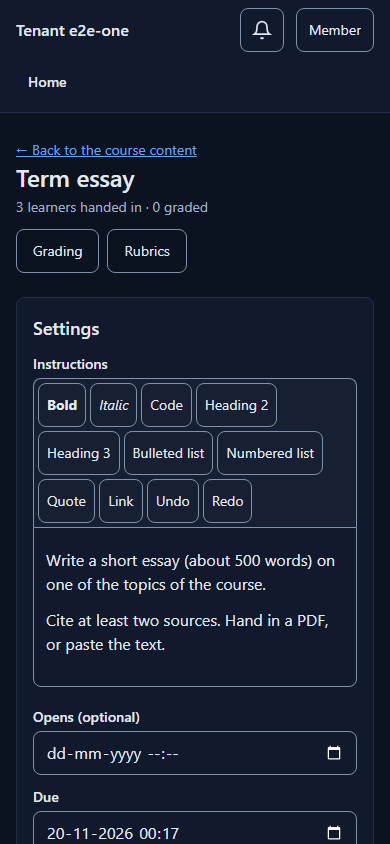 Tenant e2e-one
Member
Home
← Back to the course content
Term essay
3 learners handed in · 0 graded
Grading
Rubrics
Settings
Instructions
Bold
Italic
Code
Heading 2
Heading 3
Bulleted list
Numbered list
Quote
Link
Undo
Redo
Write a short essay (about 500 words) on
one of the topics of the course.
Cite at least two sources. Hand in a PDF,
or paste the text.
Opens (optional)
dd-mm-yyyy --:--
Due
20-11-2026 00:17